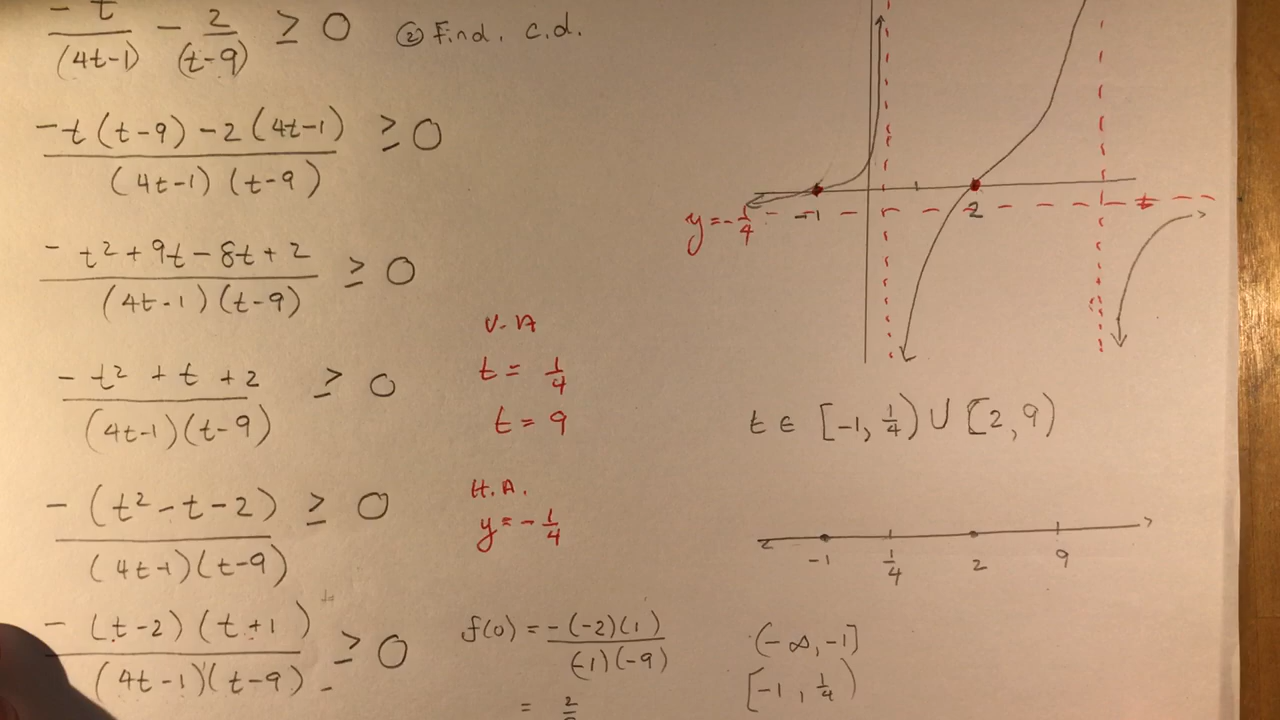 -t/(4t-1) - 2/(t-9) ≥ 0 ② Find. c.d.
(-t(t-9) -2(4t-1))/((4t-1)(t-9)) ≥ 0
(-t² + 9t - 8t + 2)/((4t-1)(t-9)) ≥ 0
(-t² + t + 2)/((4t-1)(t-9)) ≥ 0
-(t² - t - 2)/((4t-1)(t-9)) ≥ 0
-(t-2)(t+1)/((4t-1)(t-9)) ≥ 0
V.A
t = 1/4
t = 9
H.A.
y = -1/4
f(0) = -(-2)(1)/((-1)(-9))
= 2/
y = -1/4
-1 2
t ∈ [-1, 1/4) ∪ [2, 9)
-1 1/4 2 9
(-∞, -1]
[-1, 1/4)